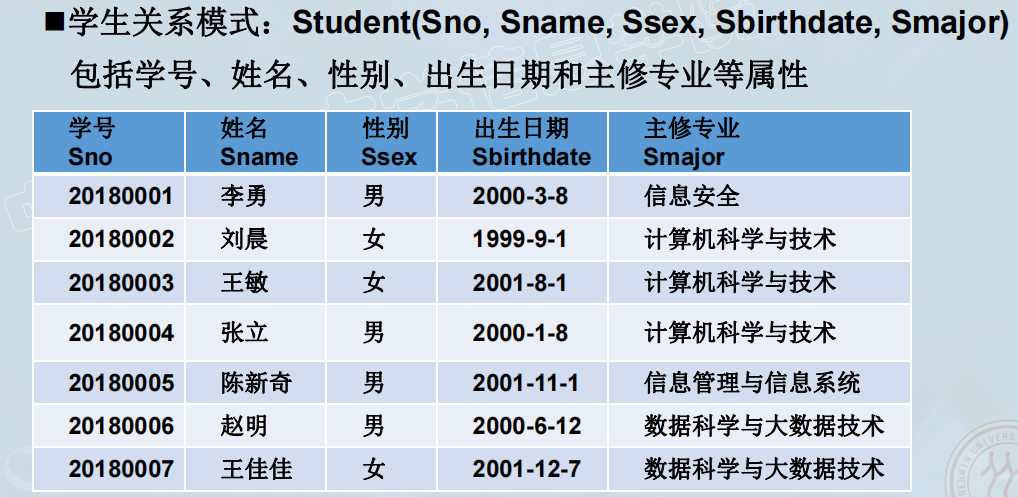 ■学生关系模式：Student(Sno, Sname, Ssex, Sbirthdate, Smajor)
包括学号、姓名、性别、出生日期和主修专业等属性
学号 姓名 性别 出生日期 主修专业
Sno Sname Ssex Sbirthdate Smajor
20180001 李勇 男 2000-3-8 信息安全
20180002 刘晨 女 1999-9-1 计算机科学与技术
20180003 王敏 女 2001-8-1 计算机科学与技术
20180004 张立 男 2000-1-8 计算机科学与技术
20180005 陈新奇 男 2001-11-1 信息管理与信息系统
20180006 赵明 男 2000-6-12 数据科学与大数据技术
20180007 王佳佳 女 2001-12-7 数据科学与大数据技术